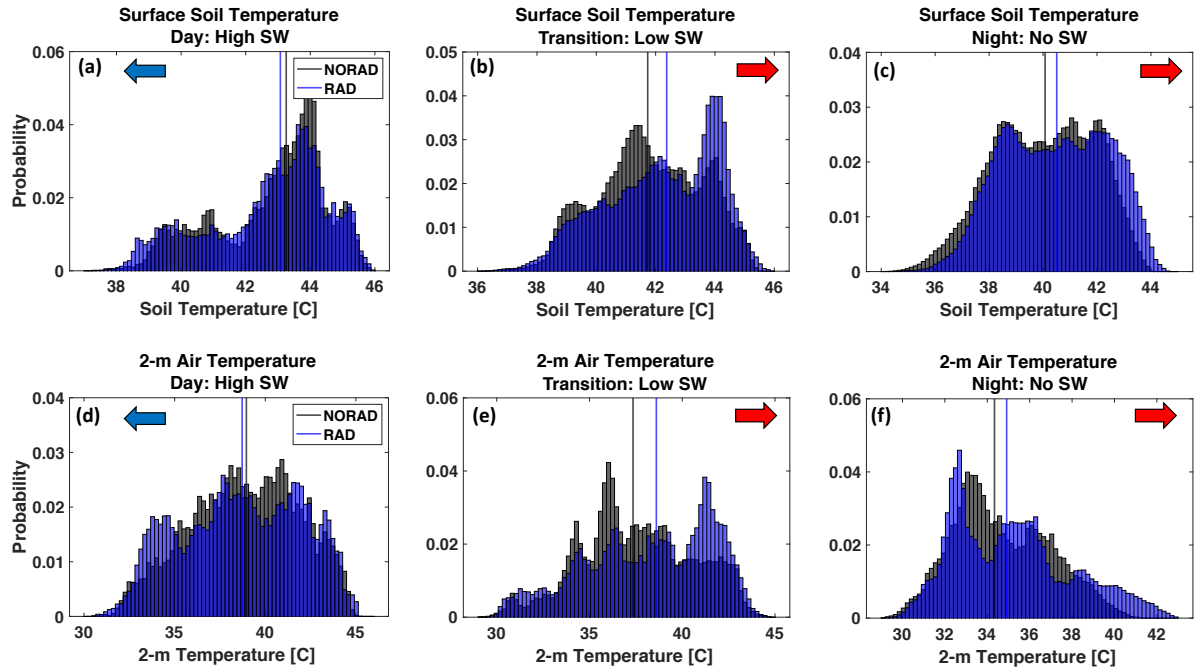 Surface Soil Temperature
Day: High SW
(a)
NORAD
RAD
0.06
0.04
0.02
0
Probability
38 40 42 44 46
Soil Temperature [C]
Surface Soil Temperature
Transition: Low SW
(b)
0.05
0.04
0.03
0.02
0.01
0.0
36 38 40 42 44 46
Soil Temperature [C]
Surface Soil Temperature
Night: No SW
(c)
0.04
0.03
0.02
0.01
0
34 36 38 40 42 44
Soil Temperature [C]
2-m Air Temperature
Day: High SW
(d)
NORAD
RAD
0.04
0.03
0.02
0.01
0
Probability
30 35 40 45
2-m Temperature [C]
2-m Air Temperature
Transition: Low SW
(e)
0.06
0.04
0.02
0
30 35 40 45
2-m Temperature [C]
2-m Air Temperature
Night: No SW
(f)
0.06
0.04
0.02
0
30 32 34 36 38 40 42
2-m Temperature [C]